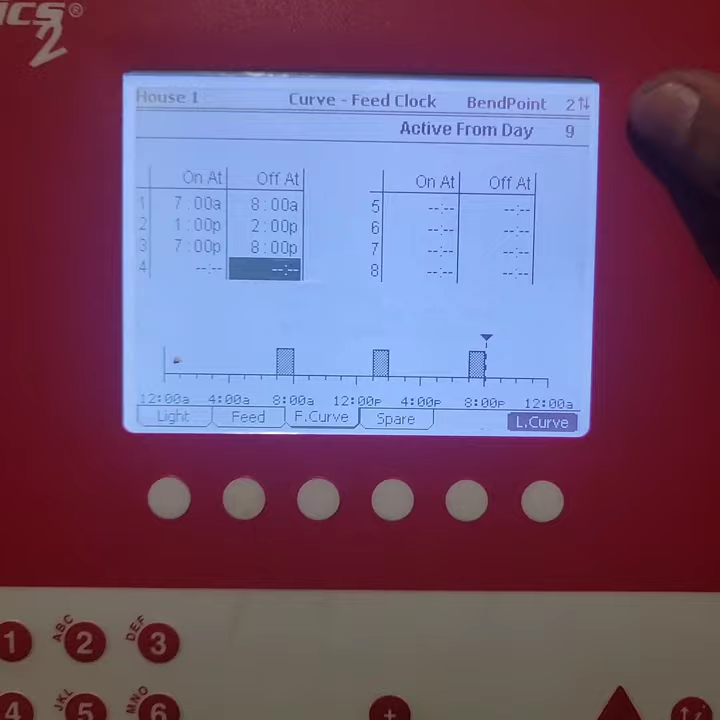 ICS®
2
House 1 Curve - Feed Clock BendPoint 2
Active From Day 9
On At Off At On At Off At
1 7:00a 8:00a 5 --:-- --:--
2 1:00p 2:00p 6 --:-- --:--
3 7:00p 8:00p 7 --:-- --:--
4 --:-- --:-- 8 --:-- --:--
12:00a 4:00a 8:00a 12:00p 4:00p 8:00p 12:00a
Light Feed F.Curve Spare L.Curve
1 ABC 2 DEF 3
4 JKL 5 MNO 6 +